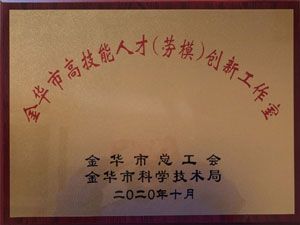 金华市高技能人才(劳模)创新工作室
金华市总工会
金华市科学技术局
二〇二〇年十月